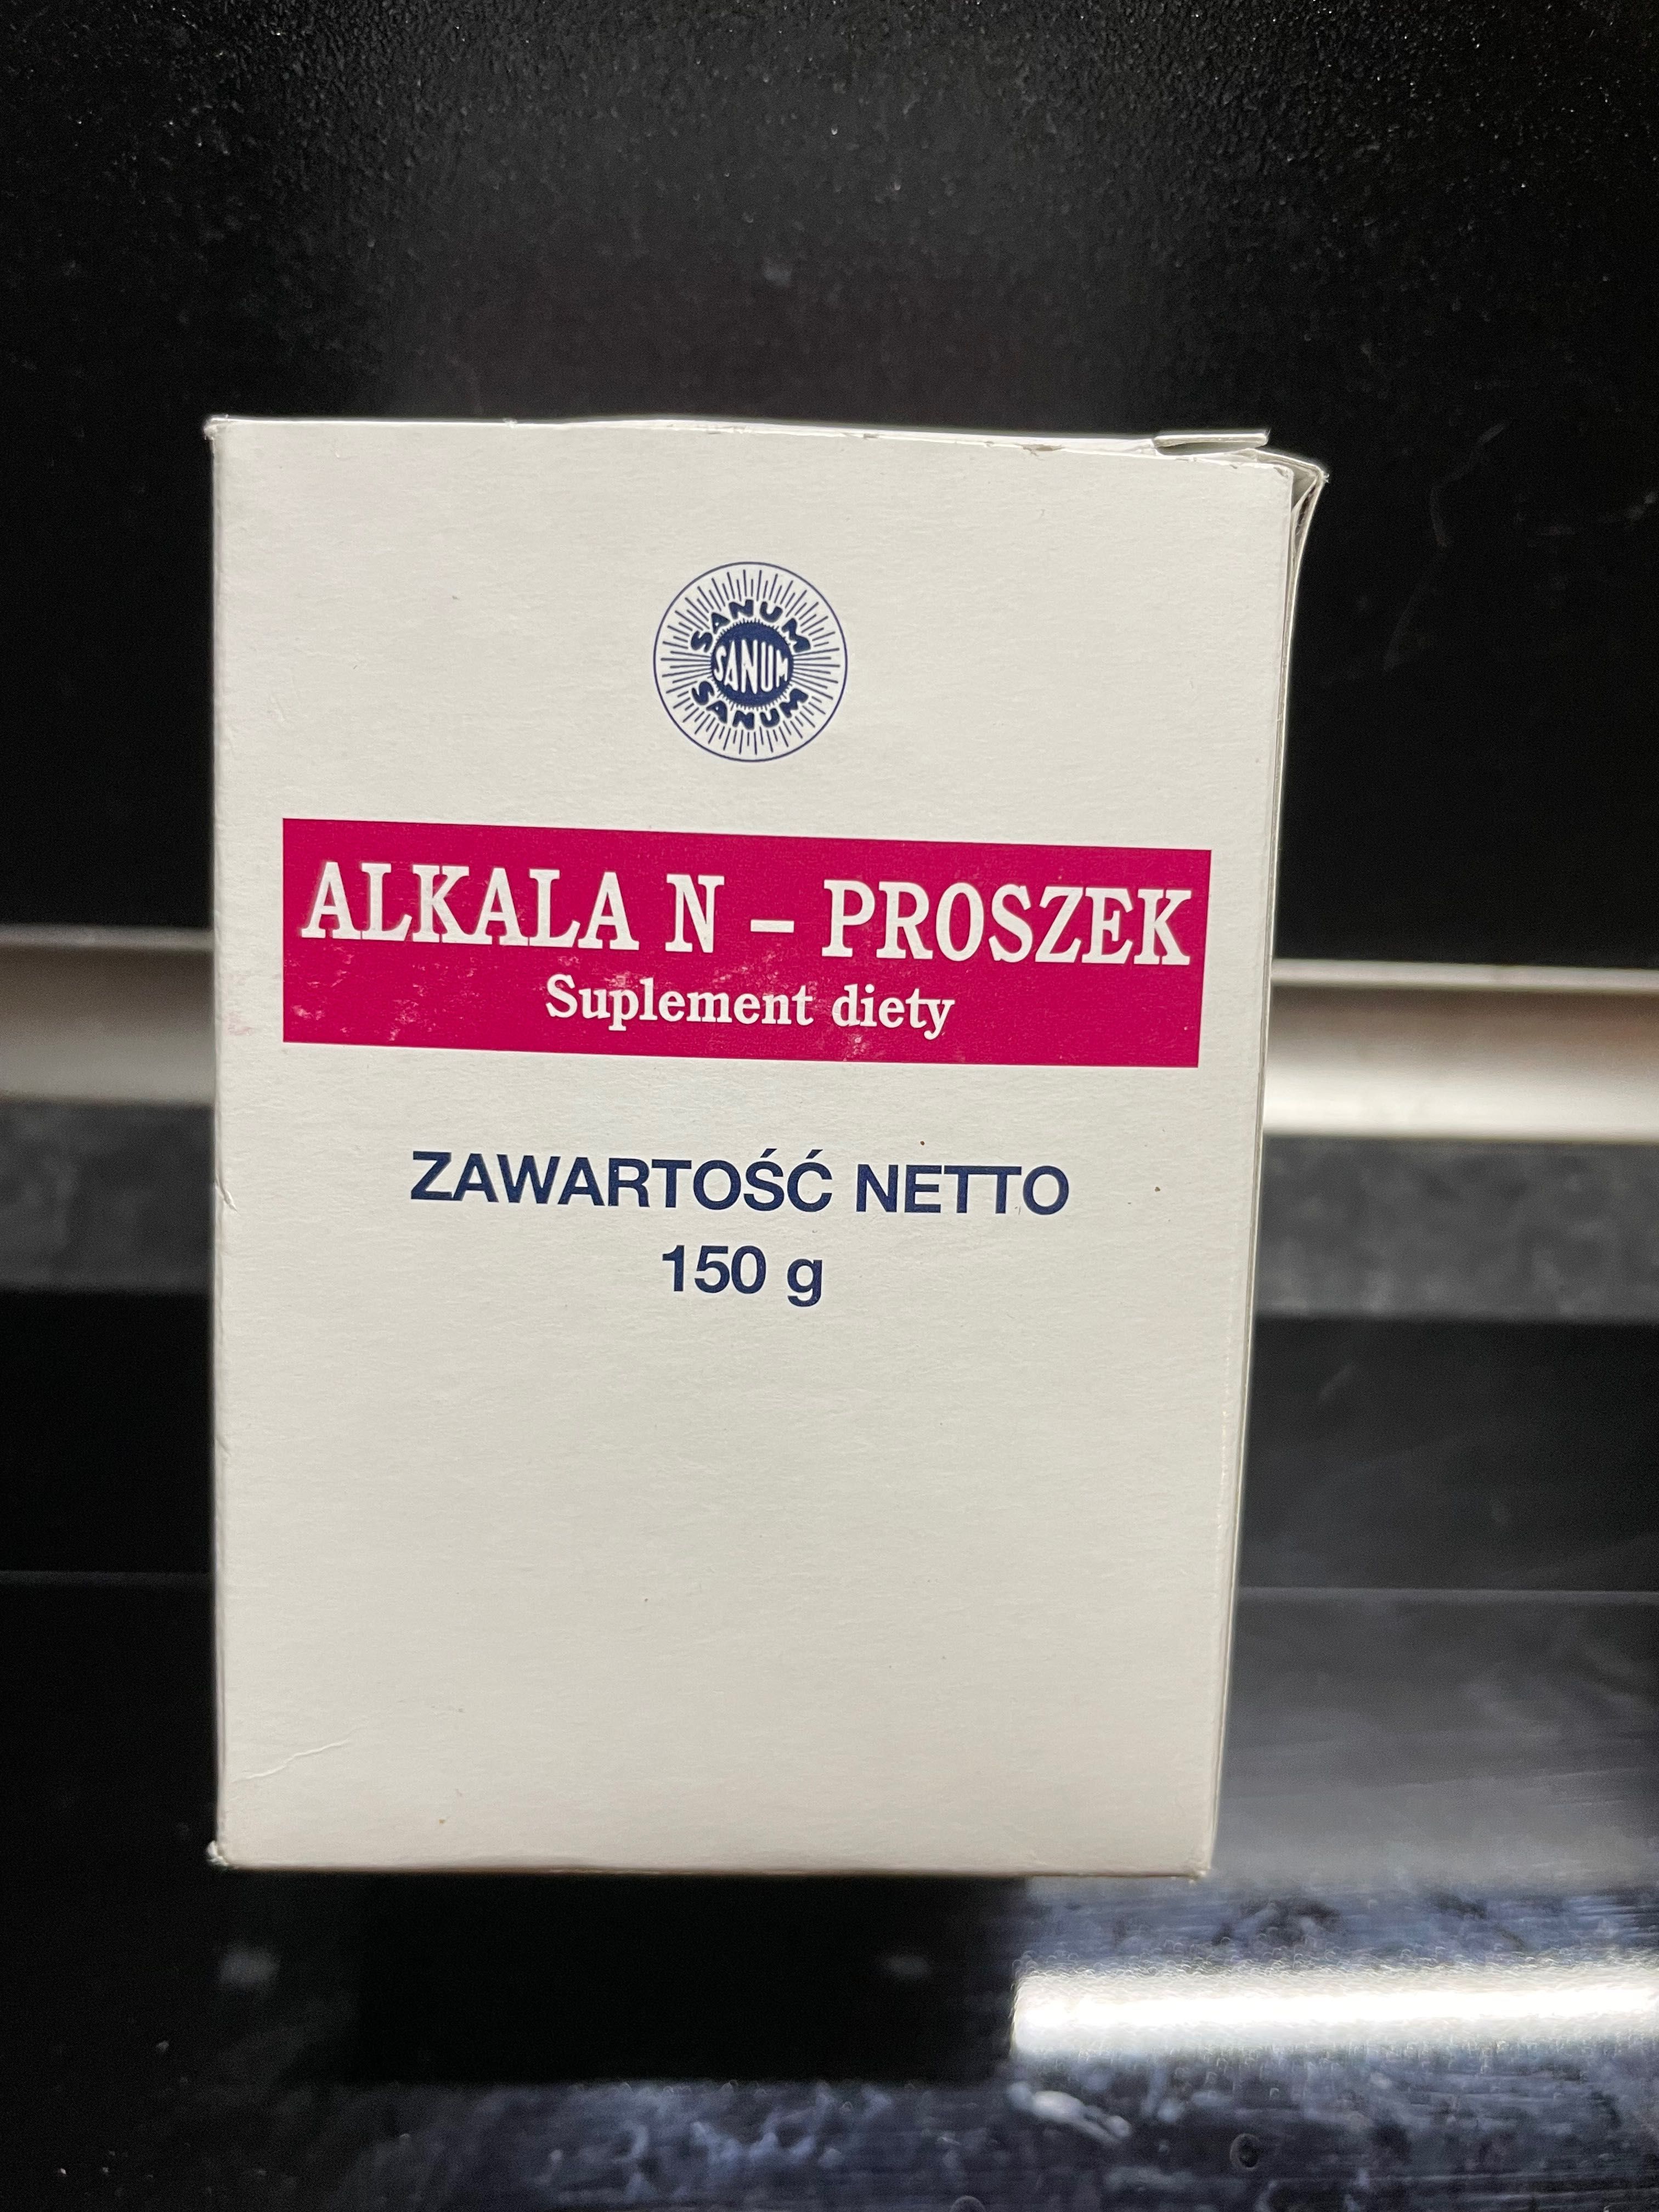 SANUM
SANUM
SANUM
ALKALA N – PROSZEK
Suplement diety
ZAWARTOŚĆ NETTO
150 g